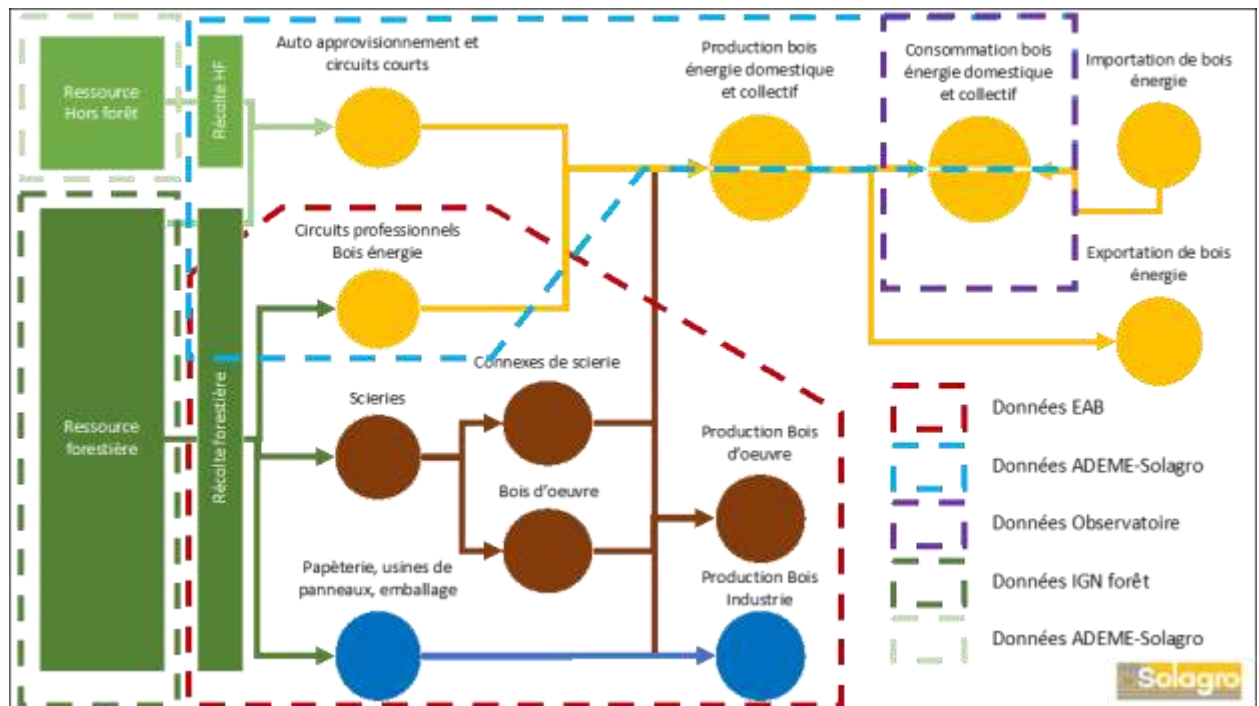 Ressource
Hors forêt
Récolte HF
Auto approvisionnement et
circuits courts
Production bois
énergie domestique
et collectif
Consommation bois
énergie domestique
et collectif
Importation de bois
énergie
Circuits professionnels
Bois énergie
Exportation de bois
énergie
Ressource
forestière
Récolte forestière
Scieries
Connexes de scierie
Bois d'oeuvre
Production Bois
d'oeuvre
Papèterie, usines de
panneaux, emballage
Production Bois
Industrie
Données EAB
Données ADEME-Solagro
Données Observatoire
Données IGN forêt
Données ADEME-Solagro
Solagro